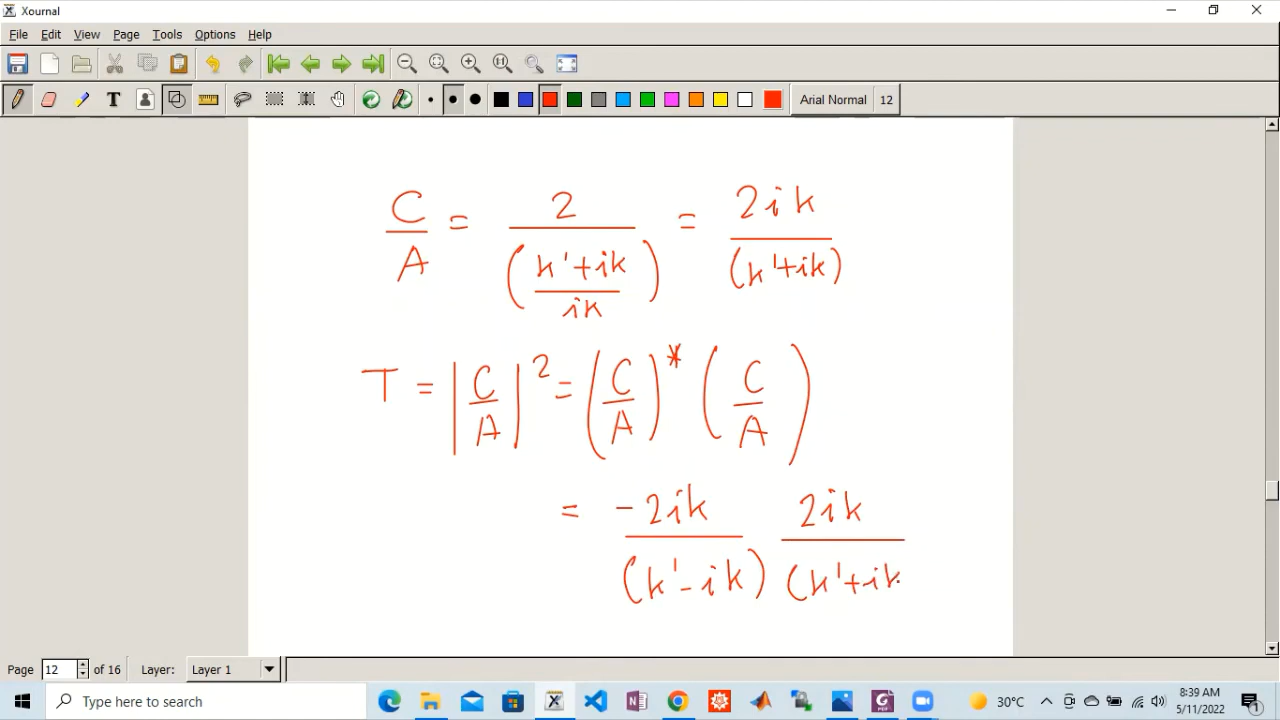 Xournal
File Edit View Page Tools Options Help
Arial Normal 12
C/A = 2/((k'+ik)/ik) = 2ik/(k'+ik)
T = |C/A|² = (C/A)* (C/A)
= -2ik/(k'-ik) 2ik/(k'+ik
Page 12 of 16 Layer: Layer 1
Type here to search
30°C
8:39 AM
5/11/2022